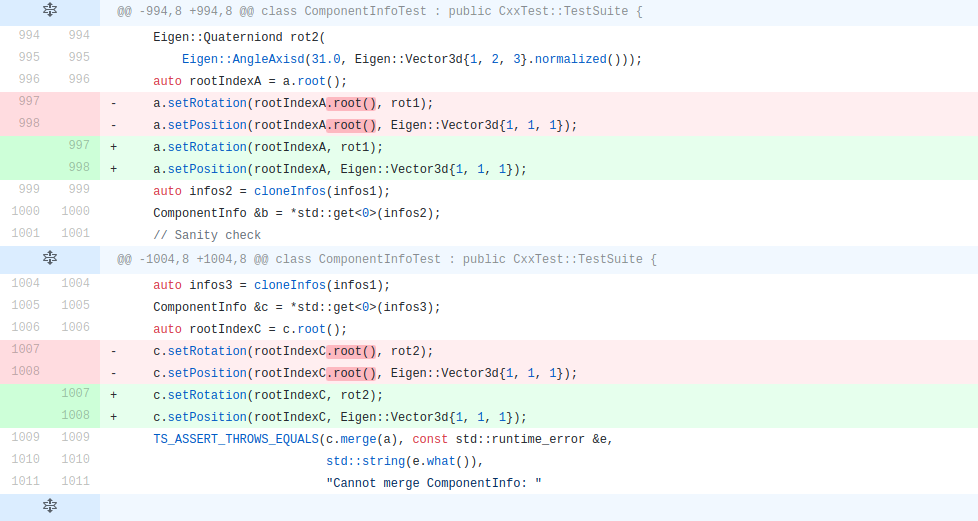 @@ -994,8 +994,8 @@ class ComponentInfoTest : public CxxTest::TestSuite {
994 994 Eigen::Quaterniond rot2(
995 995 Eigen::AngleAxisd(31.0, Eigen::Vector3d{1, 2, 3}.normalized()));
996 996 auto rootIndexA = a.root();
997 - a.setRotation(rootIndexA.root(), rot1);
998 - a.setPosition(rootIndexA.root(), Eigen::Vector3d{1, 1, 1});
997 + a.setRotation(rootIndexA, rot1);
998 + a.setPosition(rootIndexA, Eigen::Vector3d{1, 1, 1});
999 999 auto infos2 = cloneInfos(infos1);
1000 1000 ComponentInfo &b = *std::get<0>(infos2);
1001 1001 // Sanity check
@@ -1004,8 +1004,8 @@ class ComponentInfoTest : public CxxTest::TestSuite {
1004 1004 auto infos3 = cloneInfos(infos1);
1005 1005 ComponentInfo &c = *std::get<0>(infos3);
1006 1006 auto rootIndexC = c.root();
1007 - c.setRotation(rootIndexC.root(), rot2);
1008 - c.setPosition(rootIndexC.root(), Eigen::Vector3d{1, 1, 1});
1007 + c.setRotation(rootIndexC, rot2);
1008 + c.setPosition(rootIndexC, Eigen::Vector3d{1, 1, 1});
1009 1009 TS_ASSERT_THROWS_EQUALS(c.merge(a), const std::runtime_error &e,
1010 1010 std::string(e.what()),
1011 1011 "Cannot merge ComponentInfo: "